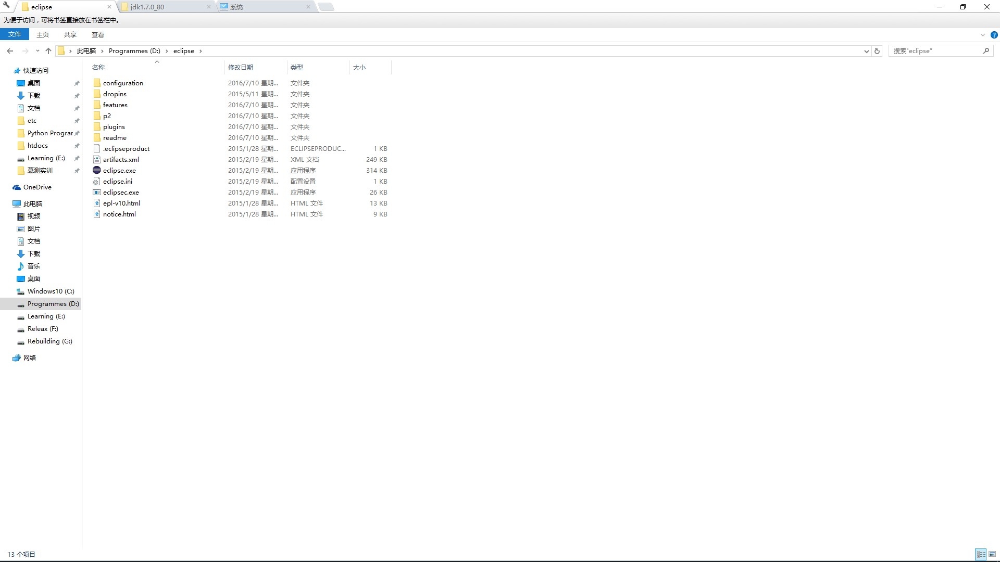 eclipse
jdk1.7.0_80
系统
为便于访问，可将书签直接放在书签栏中。
文件 主页 共享 查看
此电脑 Programmes (D:) eclipse
搜索"eclipse"
名称 修改日期 类型 大小
快速访问
桌面
下载
文档
etc
Python Progra
htdocs
Learning (E:)
慕测实训
OneDrive
此电脑
视频
图片
文档
下载
音乐
桌面
Windows10 (C:)
Programmes (D:)
Learning (E:)
Releax (F:)
Rebuilding (G:)
网络
configuration 2016/7/10 星期... 文件夹
dropins 2015/5/11 星期... 文件夹
features 2016/7/10 星期... 文件夹
p2 2016/7/10 星期... 文件夹
plugins 2016/7/10 星期... 文件夹
readme 2016/7/10 星期... 文件夹
.eclipseproduct 2015/1/28 星期... ECLIPSEPRODUC... 1 KB
artifacts.xml 2015/2/19 星期... XML 文档 249 KB
eclipse.exe 2015/2/19 星期... 应用程序 314 KB
eclipse.ini 2015/2/19 星期... 配置设置 1 KB
eclipsec.exe 2015/2/19 星期... 应用程序 26 KB
epl-v10.html 2015/1/28 星期... HTML 文件 13 KB
notice.html 2015/1/28 星期... HTML 文件 9 KB
13 个项目